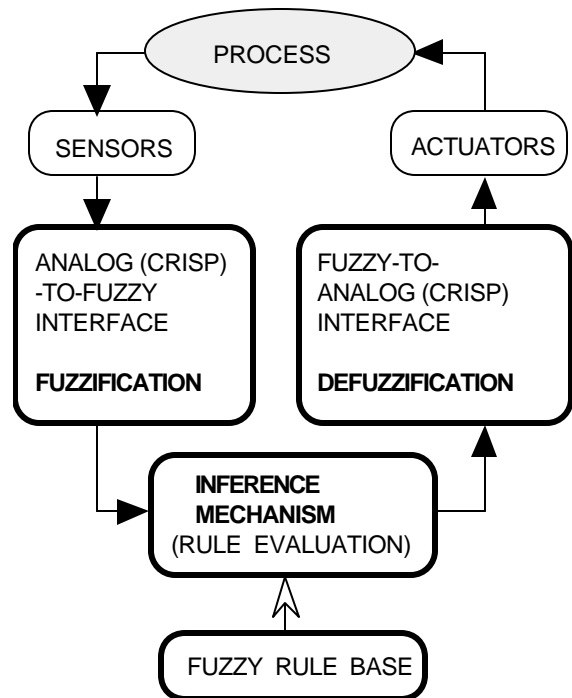 PROCESS
SENSORS
ACTUATORS
ANALOG (CRISP)
-TO-FUZZY
INTERFACE
FUZZIFICATION
FUZZY-TO-
ANALOG (CRISP)
INTERFACE
DEFUZZIFICATION
INFERENCE
MECHANISM
(RULE EVALUATION)
FUZZY RULE BASE